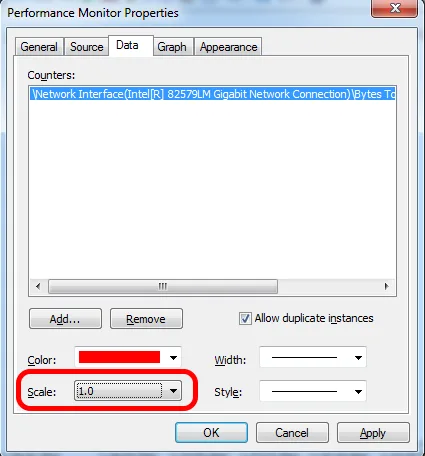 Performance Monitor Properties
General Source Data Graph Appearance
Counters:
\Network Interface(Intel[R] 82579LM Gigabit Network Connection)\Bytes To
Add... Remove Allow duplicate instances
Color: Width:
Scale: 1.0 Style:
OK Cancel Apply